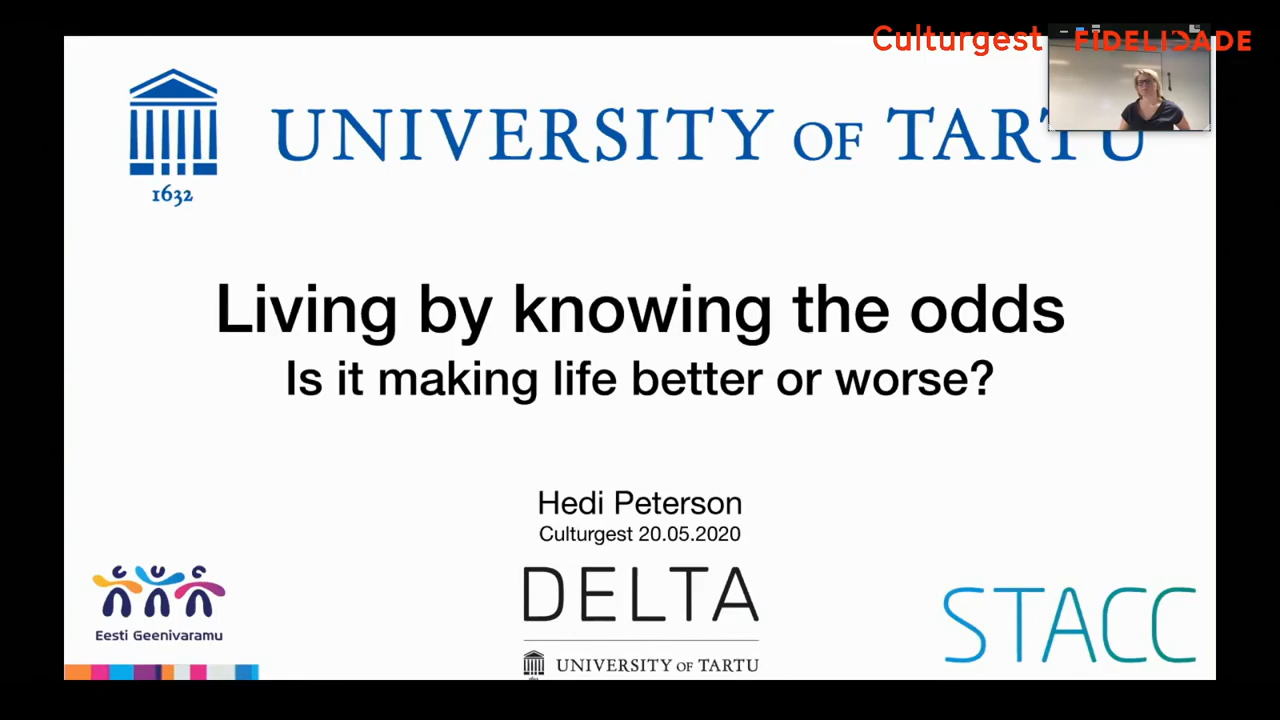 Culturgest FIDELIDADE
UNIVERSITY OF TARTU
1632
Living by knowing the odds
Is it making life better or worse?
Hedi Peterson
Culturgest 20.05.2020
Eesti Geenivaramu
DELTA
UNIVERSITY OF TARTU
STACC